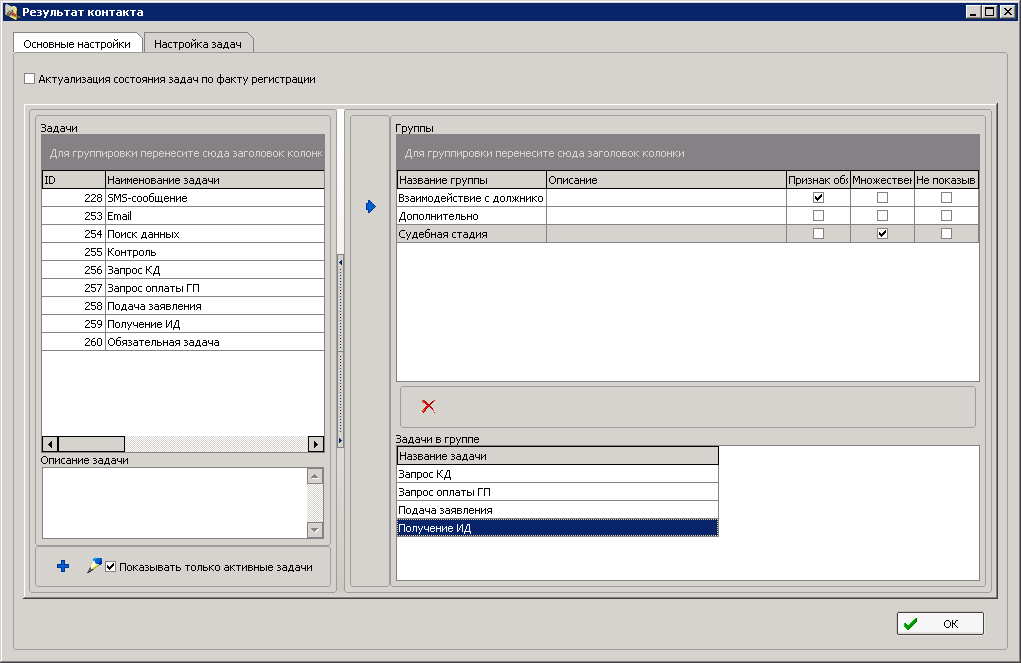 Результат контакта
Основные настройки
Настройка задач
Актуализация состояния задач по факту регистрации
Задачи
Для группировки перенесите сюда заголовок колонк
ID Наименование задачи
228 SMS-сообщение
253 Email
254 Поиск данных
255 Контроль
256 Запрос КД
257 Запрос оплаты ГП
258 Подача заявления
259 Получение ИД
260 Обязательная задача
Описание задачи
Показывать только активные задачи
Группы
Для группировки перенесите сюда заголовок колонки
Название группы Описание Признак обя Множествен Не показыв
Взаимодействие с должнико
Дополнительно
Судебная стадия
Задачи в группе
Название задачи
Запрос КД
Запрос оплаты ГП
Подача заявления
Получение ИД
OK